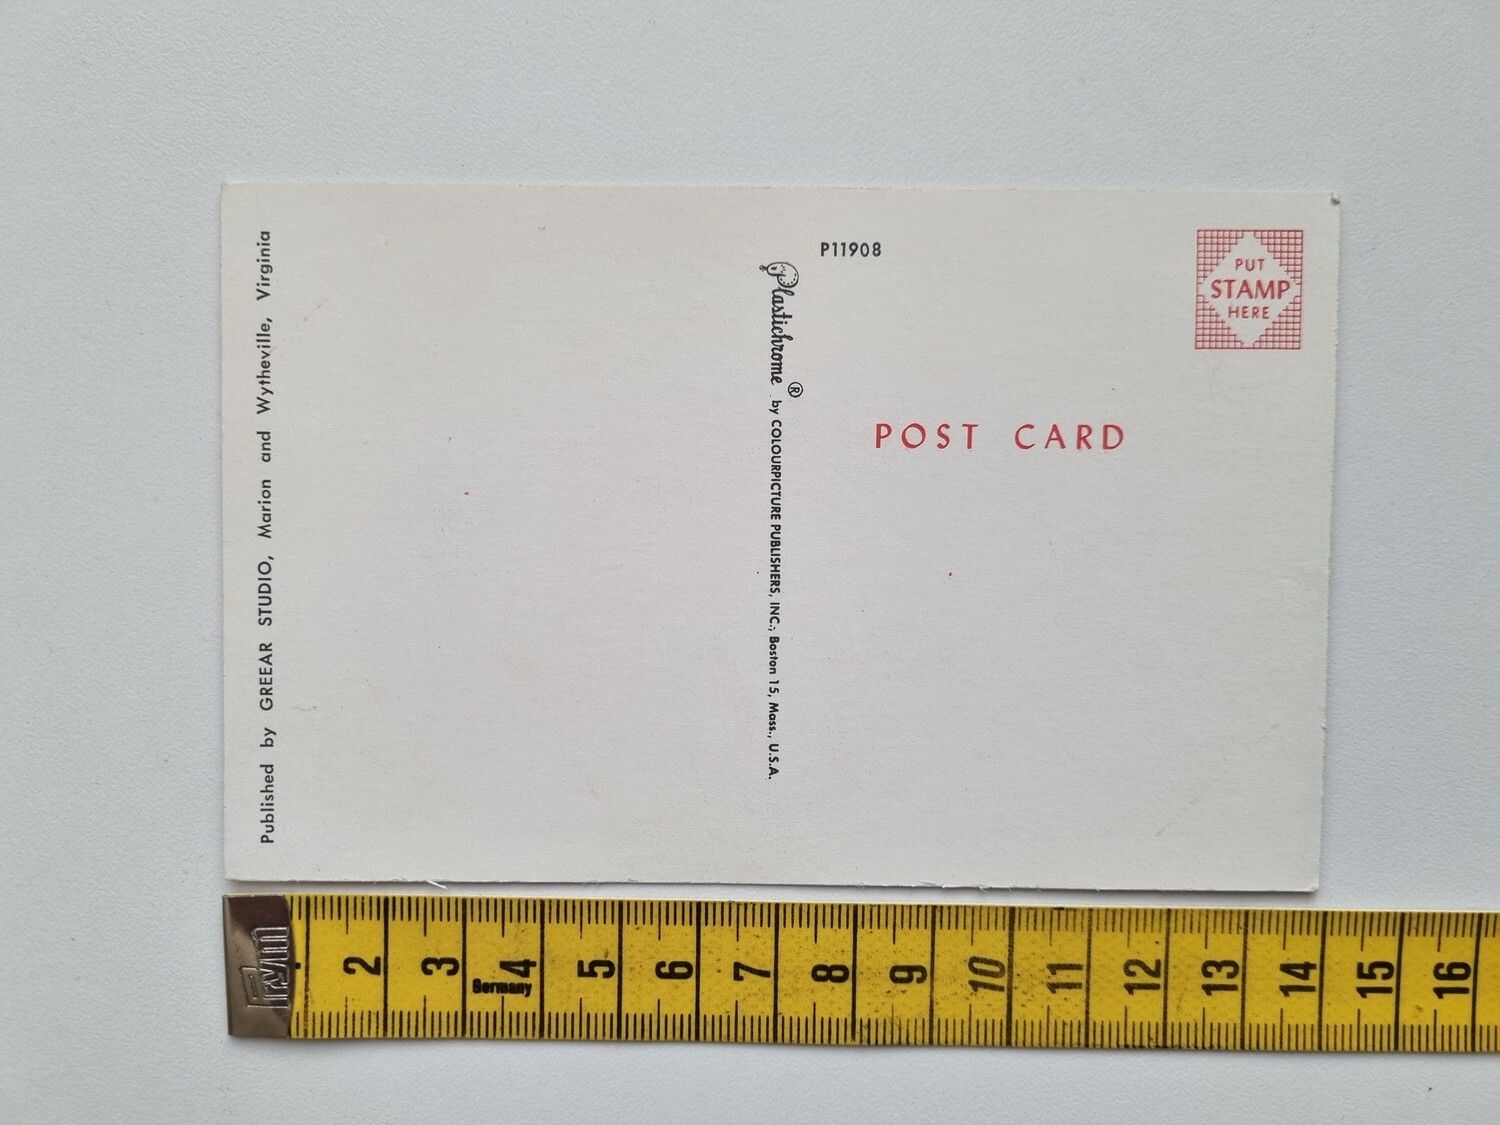 Published by GREEAR STUDIO, Marion and Wytheville, Virginia
P11908
Plastichrome ® by COLOURPICTURE PUBLISHERS, INC., Boston 15, Mass., U.S.A.
PUT
STAMP
HERE
POST CARD
Prym
2 3 4 5 6 7 8 9 10 11 12 13 14 15 16
Germany